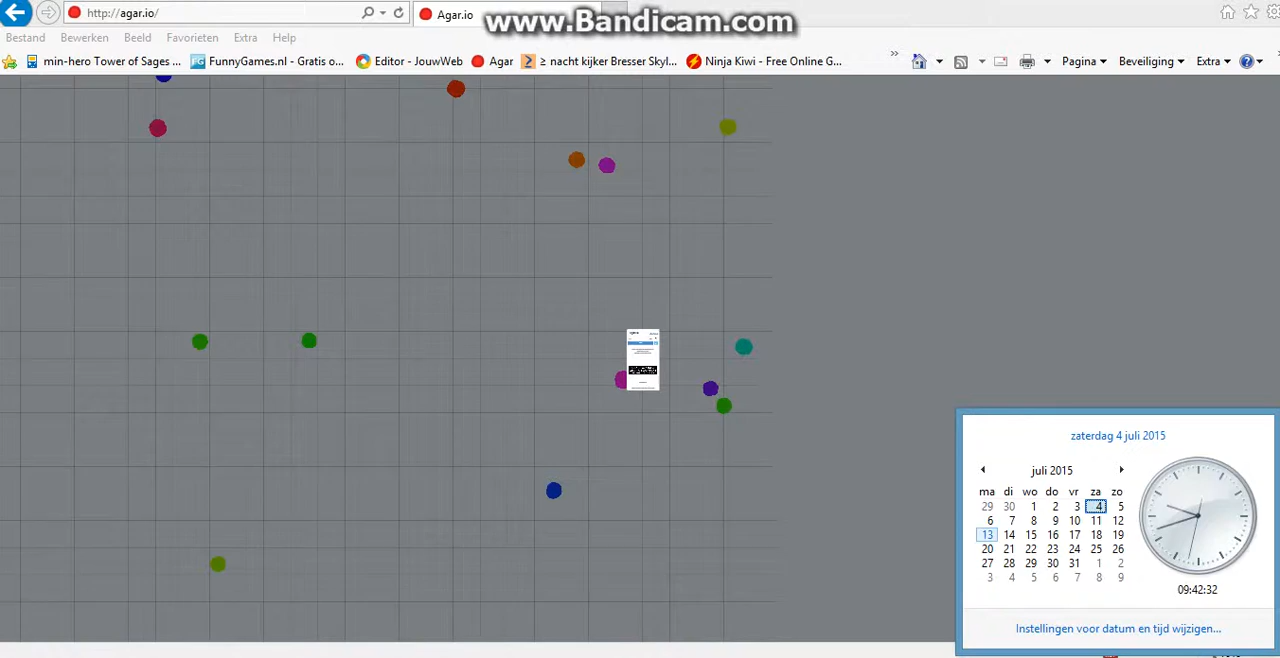 http://agar.io/
Agar.io
www.Bandicam.com
Bestand Bewerken Beeld Favorieten Extra Help
min-hero Tower of Sages ...
FunnyGames.nl - Gratis o...
Editor - JouwWeb
Agar
≥ nacht kijker Bresser Skyl...
Ninja Kiwi - Free Online G...
»
Pagina
Beveiliging
Extra
zaterdag 4 juli 2015
juli 2015
ma di wo do vr za zo
29 30 1 2 3 4 5
6 7 8 9 10 11 12
13 14 15 16 17 18 19
20 21 22 23 24 25 26
27 28 29 30 31 1 2
3 4 5 6 7 8 9
09:42:32
Instellingen voor datum en tijd wijzigen...